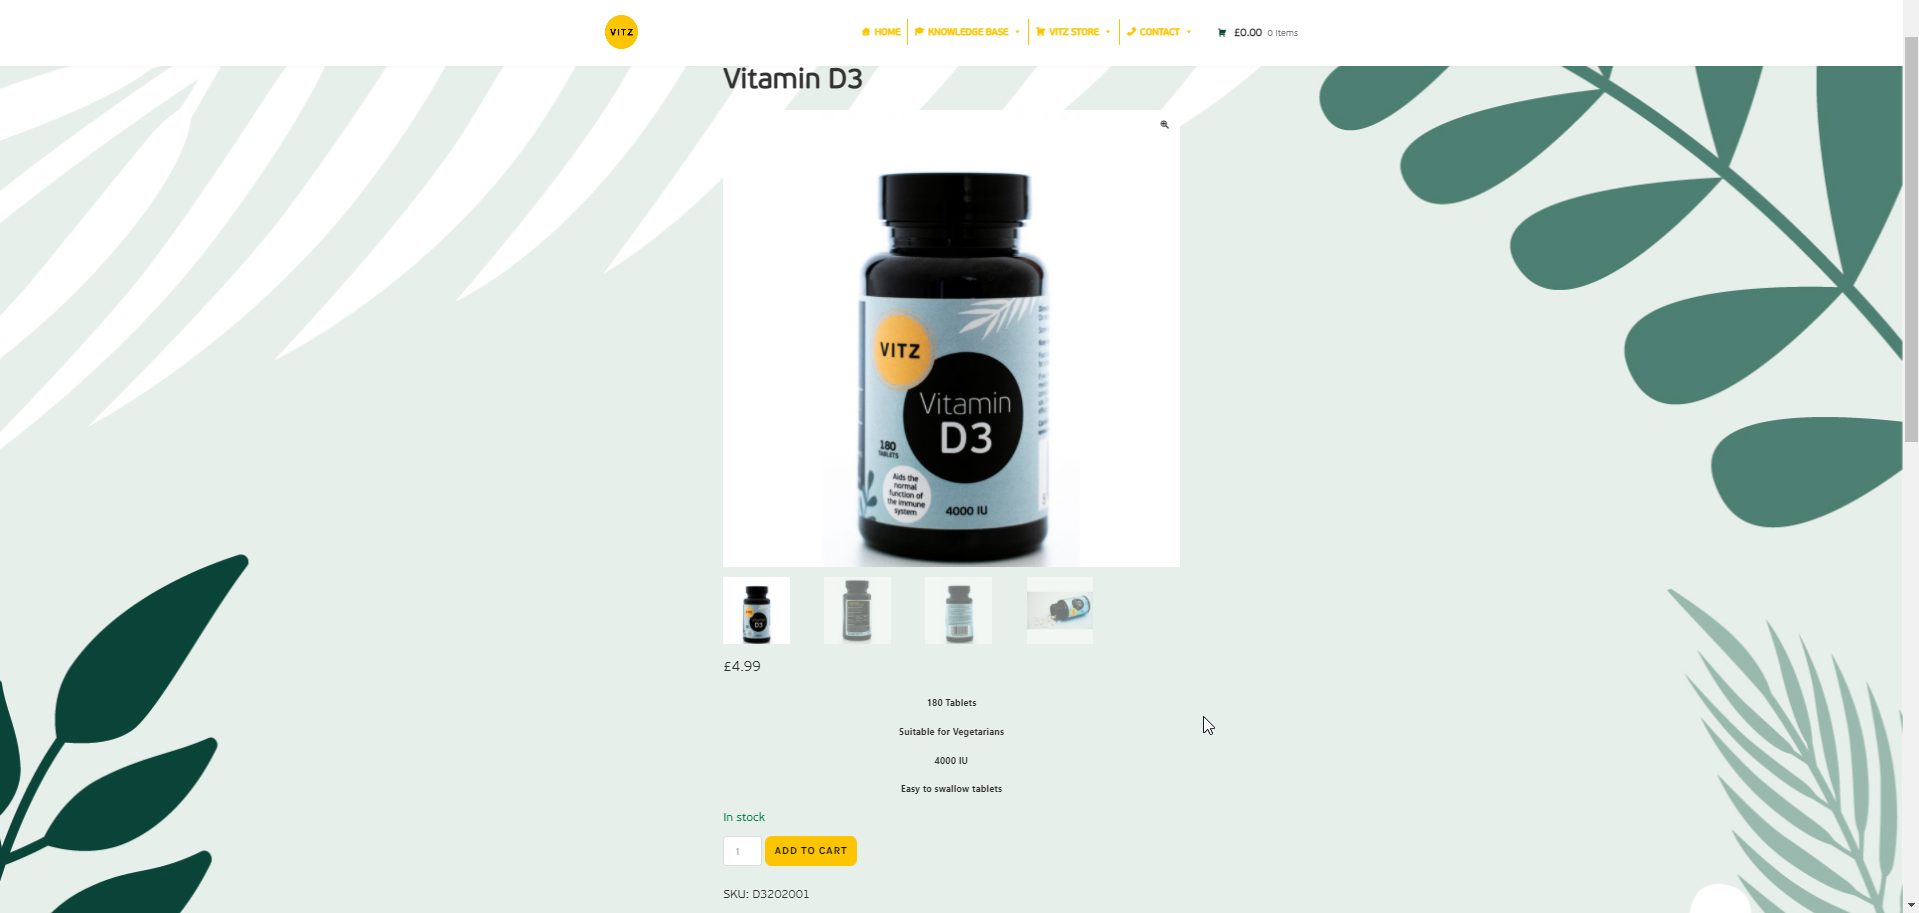 VITZ
HOME
KNOWLEDGE BASE
VITZ STORE
CONTACT
£0.00 0 items
Vitamin D3
VITZ
Vitamin
D3
180
TABLETS
Aids the
normal
function of
the immune
system
4000 IU
£4.99
180 Tablets
Suitable for Vegetarians
4000 IU
Easy to swallow tablets
In stock
1
ADD TO CART
SKU: D3202001